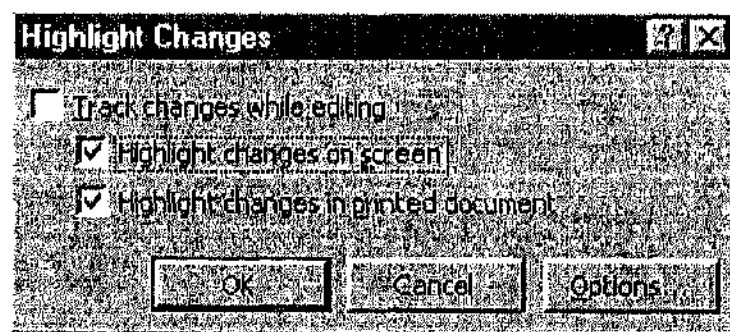 Highlight Changes
Track changes while editing
Highlight changes on screen
Highlight changes in printed document
OK Cancel Options...